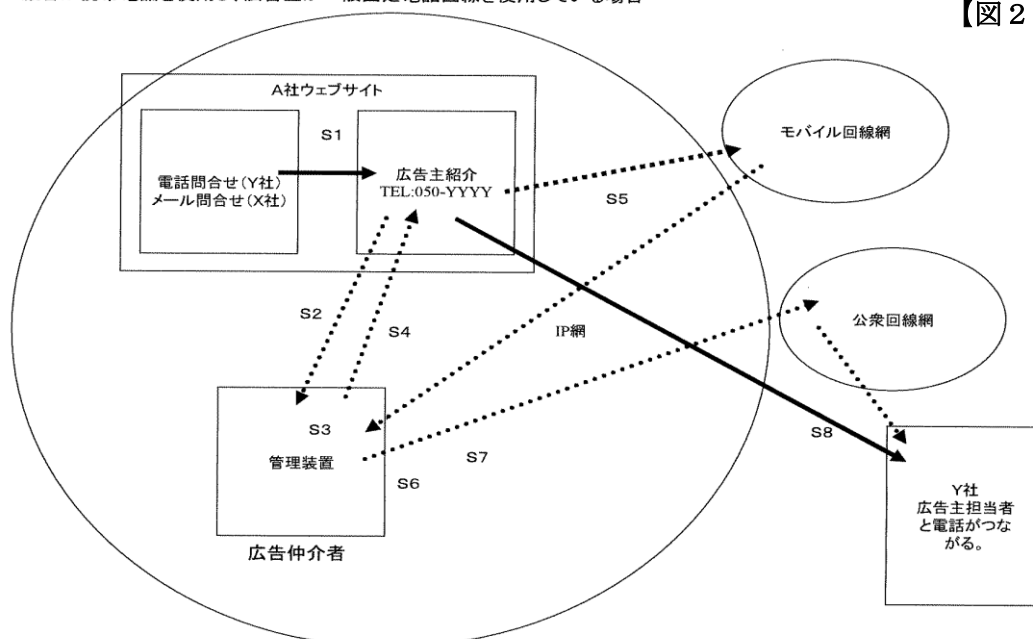 【図2
A社ウェブサイト
S1
電話問合せ(Y社)
メール問合せ(X社)
広告主紹介
TEL:050-YYYY
モバイル回線網
S5
S2
S4
IP網
公衆回線網
S3
管理装置
S6
S7
S8
広告仲介者
Y社
広告主担当者
と電話がつな
がる。